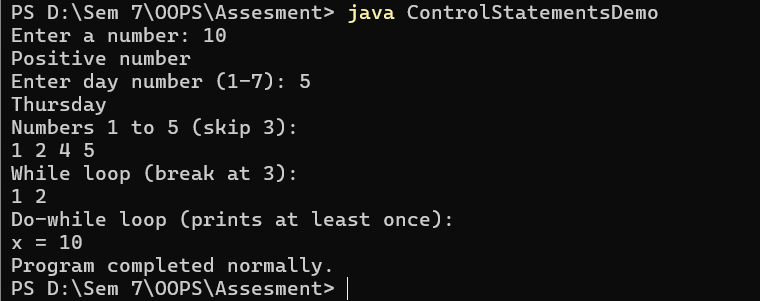 PS D:\Sem 7\OOPS\Assesment> java ControlStatementsDemo
Enter a number: 10
Positive number
Enter day number (1-7): 5
Thursday
Numbers 1 to 5 (skip 3):
1 2 4 5
While loop (break at 3):
1 2
Do-while loop (prints at least once):
x = 10
Program completed normally.
PS D:\Sem 7\OOPS\Assesment>